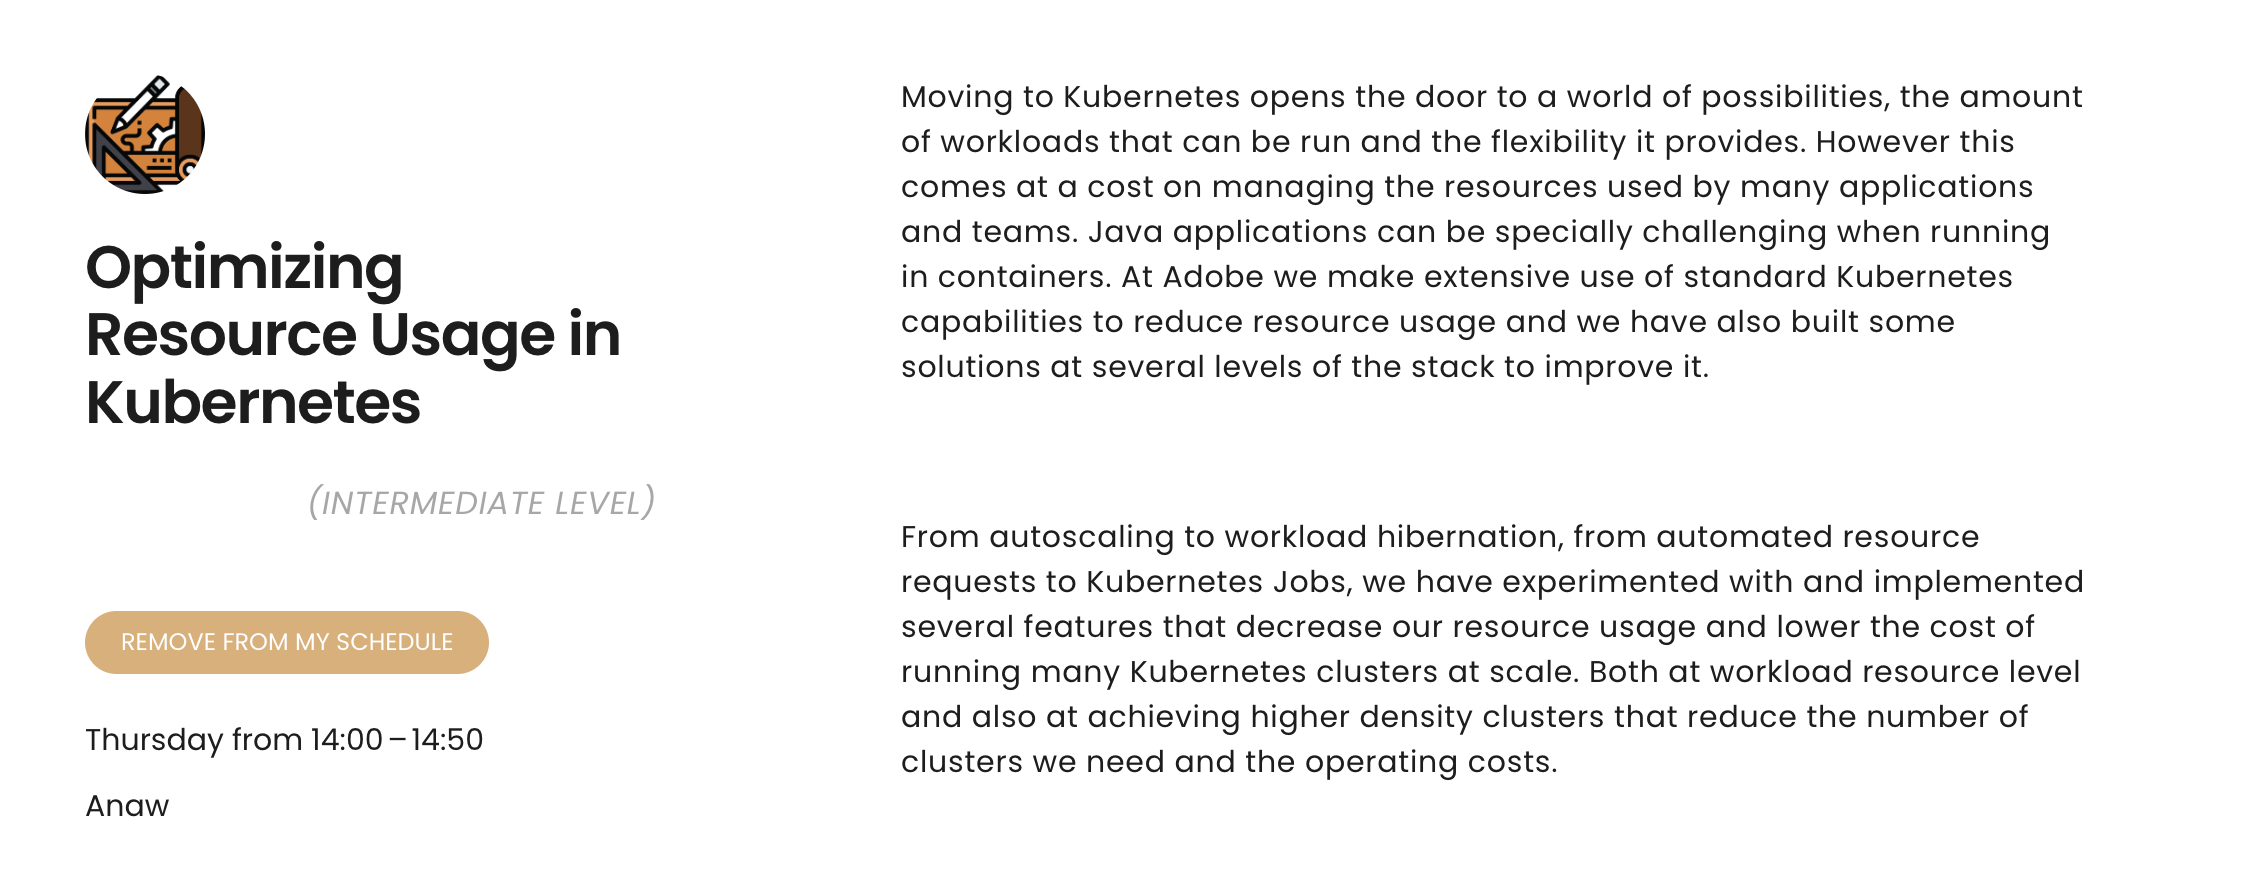 Optimizing
Resource Usage in
Kubernetes
(INTERMEDIATE LEVEL)
REMOVE FROM MY SCHEDULE
Thursday from 14:00 – 14:50
Anaw
Moving to Kubernetes opens the door to a world of possibilities, the amount
of workloads that can be run and the flexibility it provides. However this
comes at a cost on managing the resources used by many applications
and teams. Java applications can be specially challenging when running
in containers. At Adobe we make extensive use of standard Kubernetes
capabilities to reduce resource usage and we have also built some
solutions at several levels of the stack to improve it.
From autoscaling to workload hibernation, from automated resource
requests to Kubernetes Jobs, we have experimented with and implemented
several features that decrease our resource usage and lower the cost of
running many Kubernetes clusters at scale. Both at workload resource level
and also at achieving higher density clusters that reduce the number of
clusters we need and the operating costs.